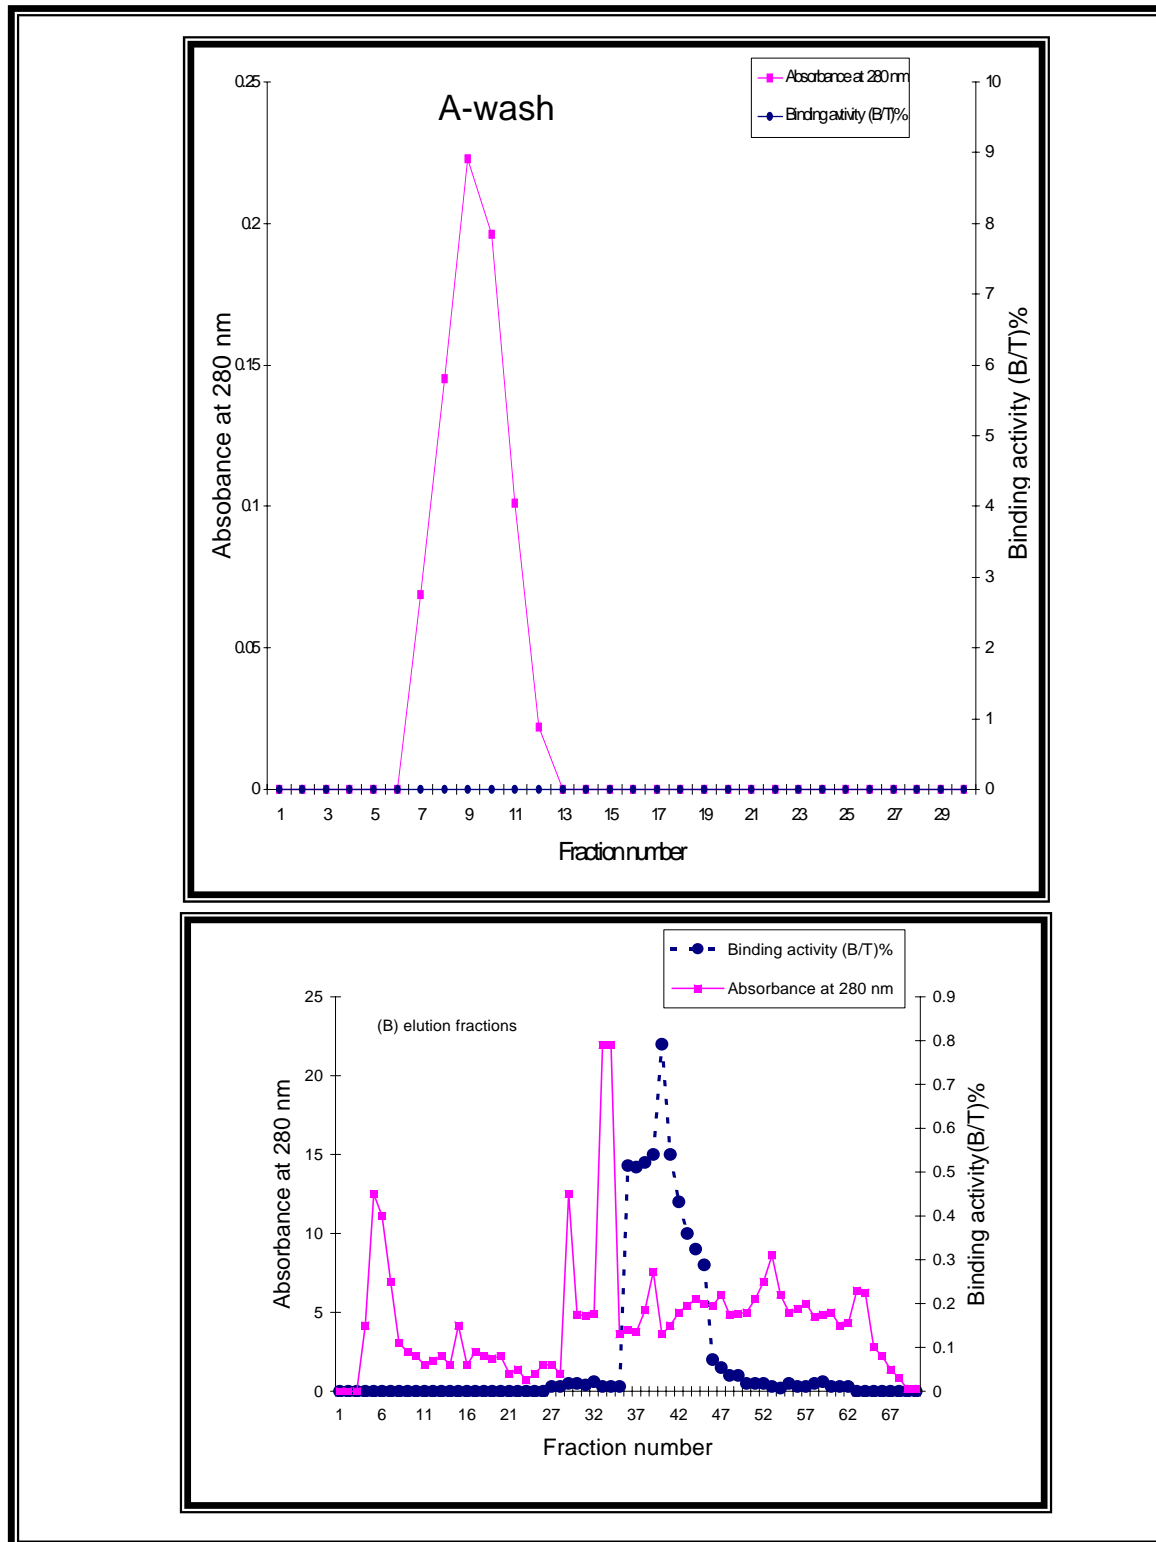 A-wash
Absorbance at 280 nm
Binding avtivity (B/T)%
0.25
0.2
0.15
0.1
0.05
0
10
9
8
7
6
5
4
3
2
1
0
Absobance at 280 nm
Binding activity (B/T)%
1 3 5 7 9 11 13 15 17 19 21 23 25 27 29
Fraction number
Binding activity (B/T)%
Absorbance at 280 nm
(B) elution fractions
25
20
15
10
5
0
0.9
0.8
0.7
0.6
0.5
0.4
0.3
0.2
0.1
0
Absorbance at 280 nm
Binding activity(B/T)%
1 6 11 16 21 27 32 37 42 47 52 57 62 67
Fraction number